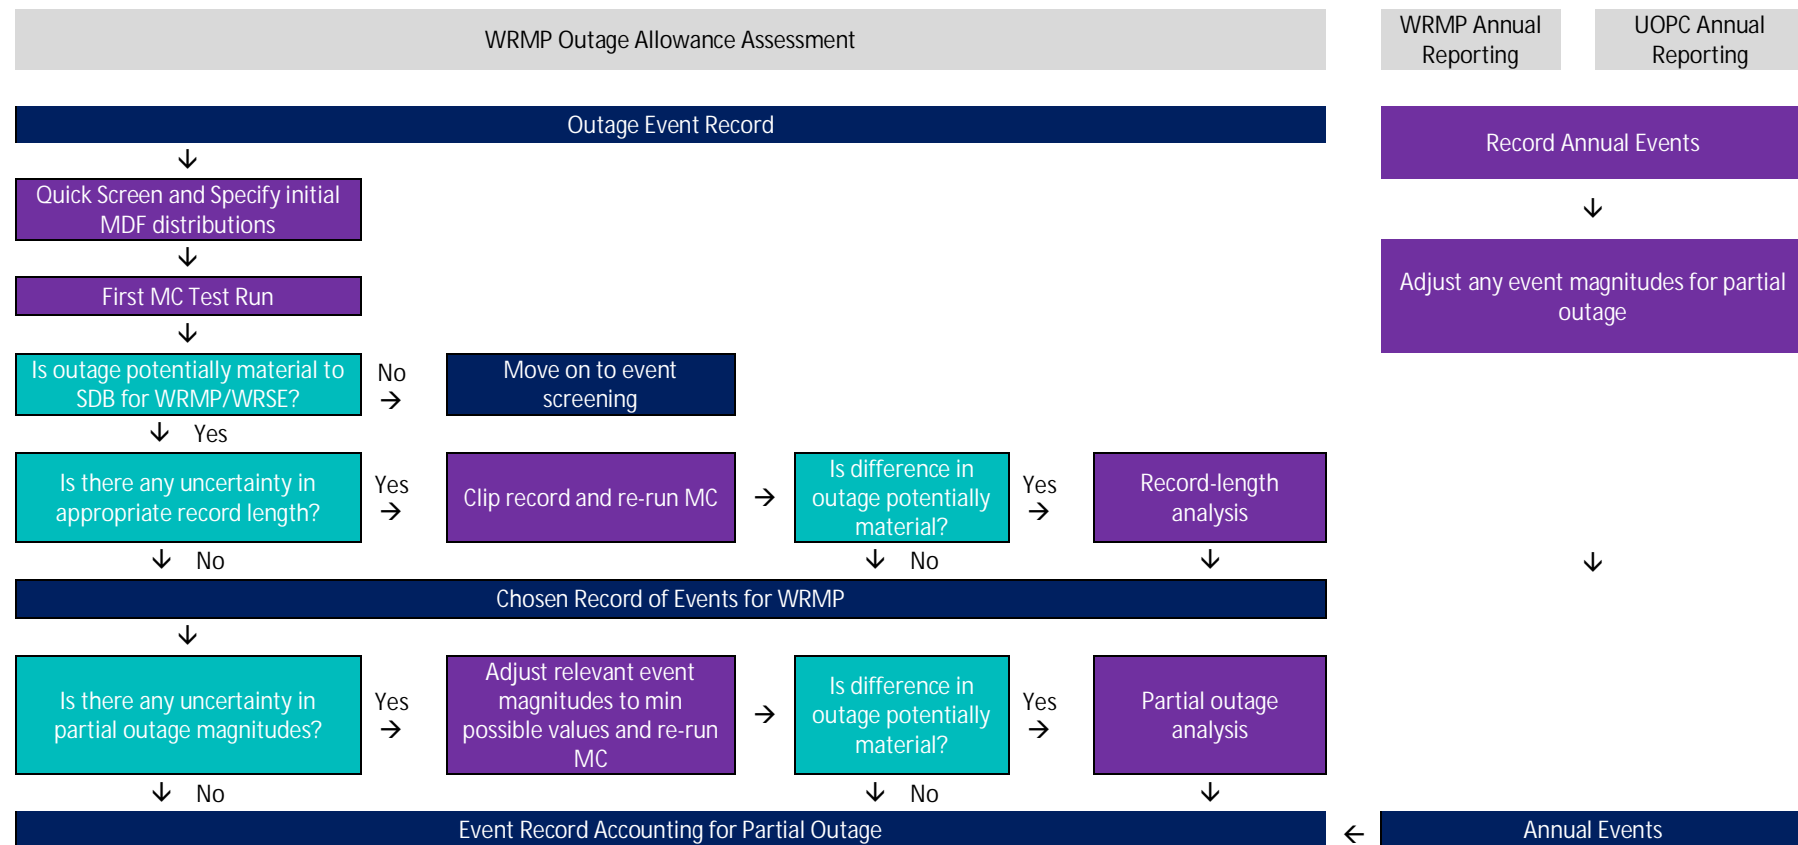 WRMP Outage Allowance Assessment
WRMP Annual
Reporting
UOPC Annual
Reporting
Outage Event Record
Record Annual Events
Quick Screen and Specify initial
MDF distributions
Adjust any event magnitudes for partial
outage
First MC Test Run
Is outage potentially material to
SDB for WRMP/WRSE?
No
Move on to event
screening
Yes
Is there any uncertainty in
appropriate record length?
Yes
Clip record and re-run MC
Is difference in
outage potentially
material?
Yes
Record-length
analysis
No
No
Chosen Record of Events for WRMP
Is there any uncertainty in
partial outage magnitudes?
Yes
Adjust relevant event
magnitudes to min
possible values and re-run
MC
Is difference in
outage potentially
material?
Yes
Partial outage
analysis
No
No
Event Record Accounting for Partial Outage
Annual Events